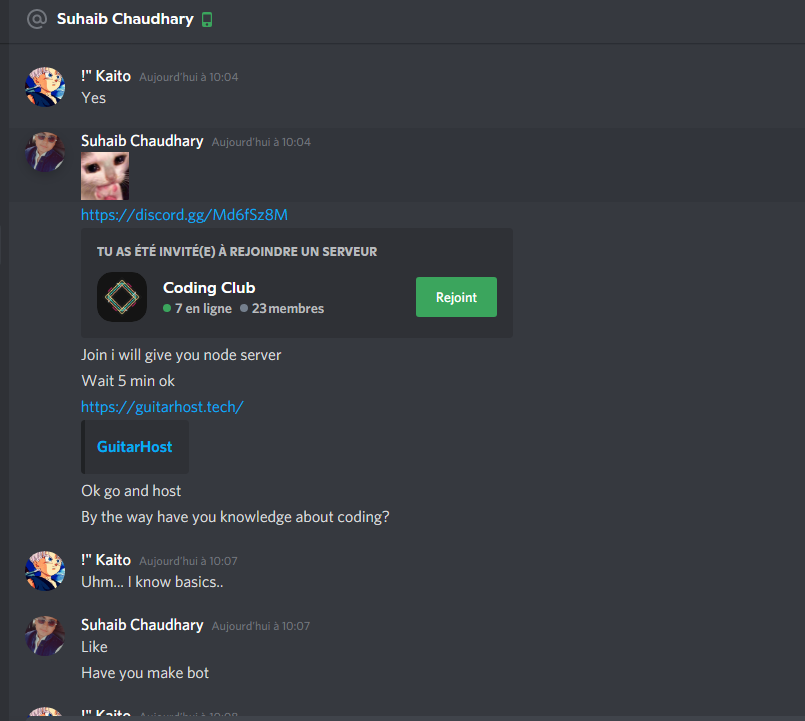 @ Suhaib Chaudhary
!" Kaito Aujourd'hui à 10:04
Yes
Suhaib Chaudhary Aujourd'hui à 10:04
https://discord.gg/Md6fSz8M
TU AS ÉTÉ INVITÉ(E) À REJOINDRE UN SERVEUR
Coding Club
7 en ligne 23 membres
Rejoint
Join i will give you node server
Wait 5 min ok
https://guitarhost.tech/
GuitarHost
Ok go and host
By the way have you knowledge about coding?
!" Kaito Aujourd'hui à 10:07
Uhm... I know basics..
Suhaib Chaudhary Aujourd'hui à 10:07
Like
Have you make bot
!" Kaito Aujourd'hui à